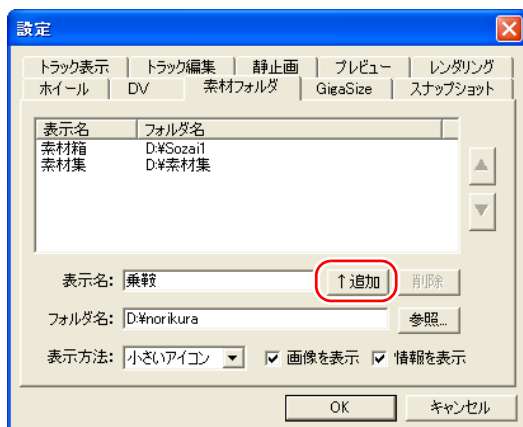 設定
トラック表示 トラック編集 静止画 プレビュー レンダリング
ホイール DV 素材フォルダ GigaSize スナップショット
表示名 フォルダ名
素材箱 D:¥Sozai1
素材集 D:¥素材集
表示名: 乗鞍 ↑追加 削除
フォルダ名: D:¥norikura 参照...
表示方法: 小さいアイコン 画像を表示 情報を表示
OK キャンセル